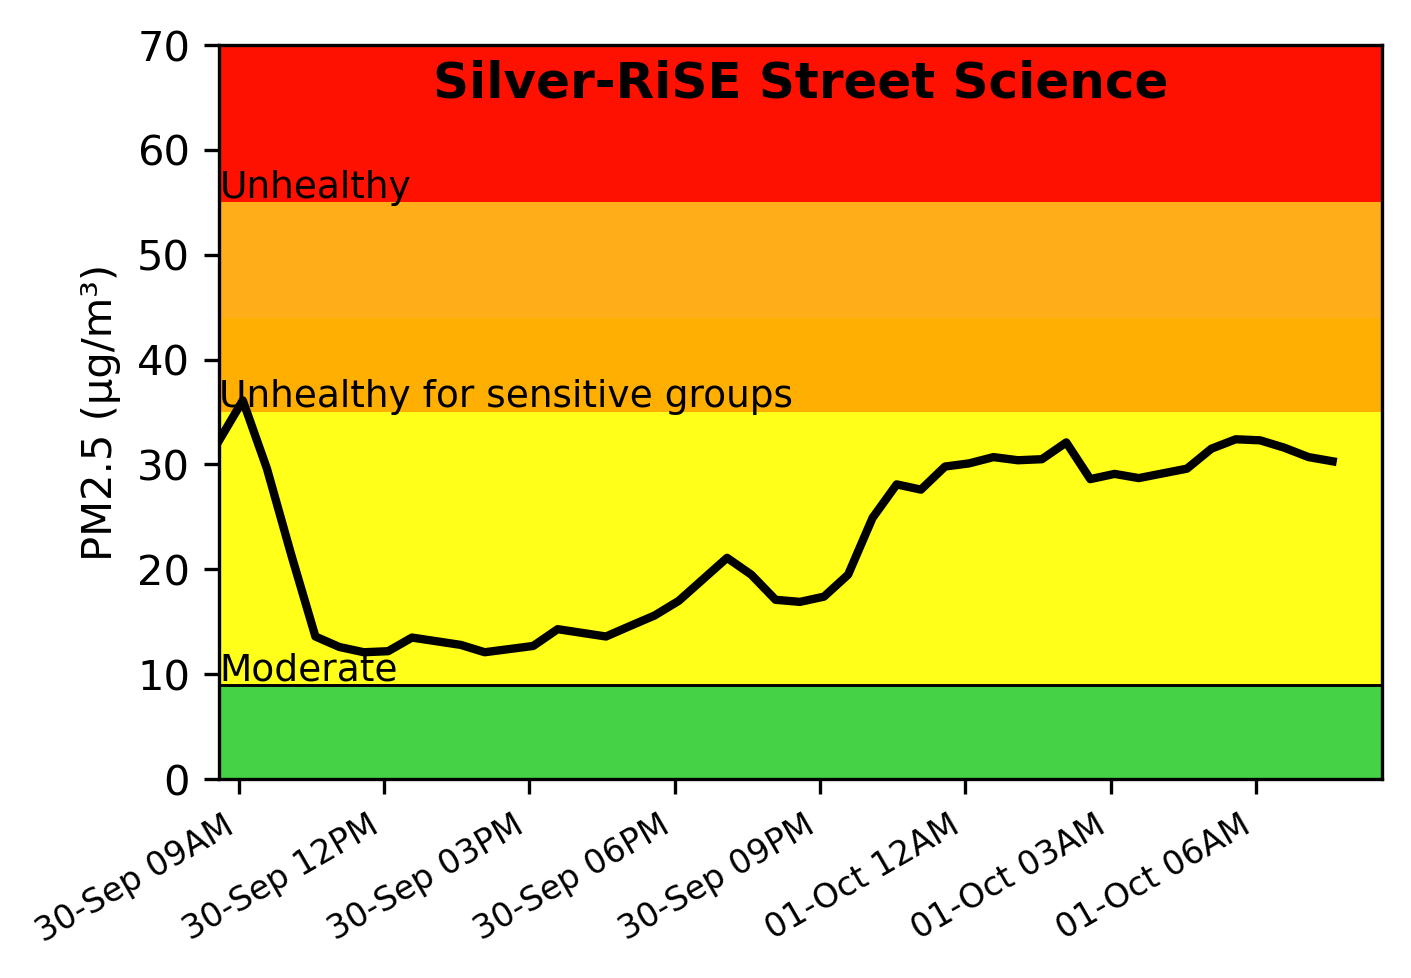 Silver-RiSE Street Science
PM2.5 (µg/m³)
70
60
Unhealthy
50
40
Unhealthy for sensitive groups
30
20
10
Moderate
0
30-Sep 09AM
30-Sep 12PM
30-Sep 03PM
30-Sep 06PM
30-Sep 09PM
01-Oct 12AM
01-Oct 03AM
01-Oct 06AM